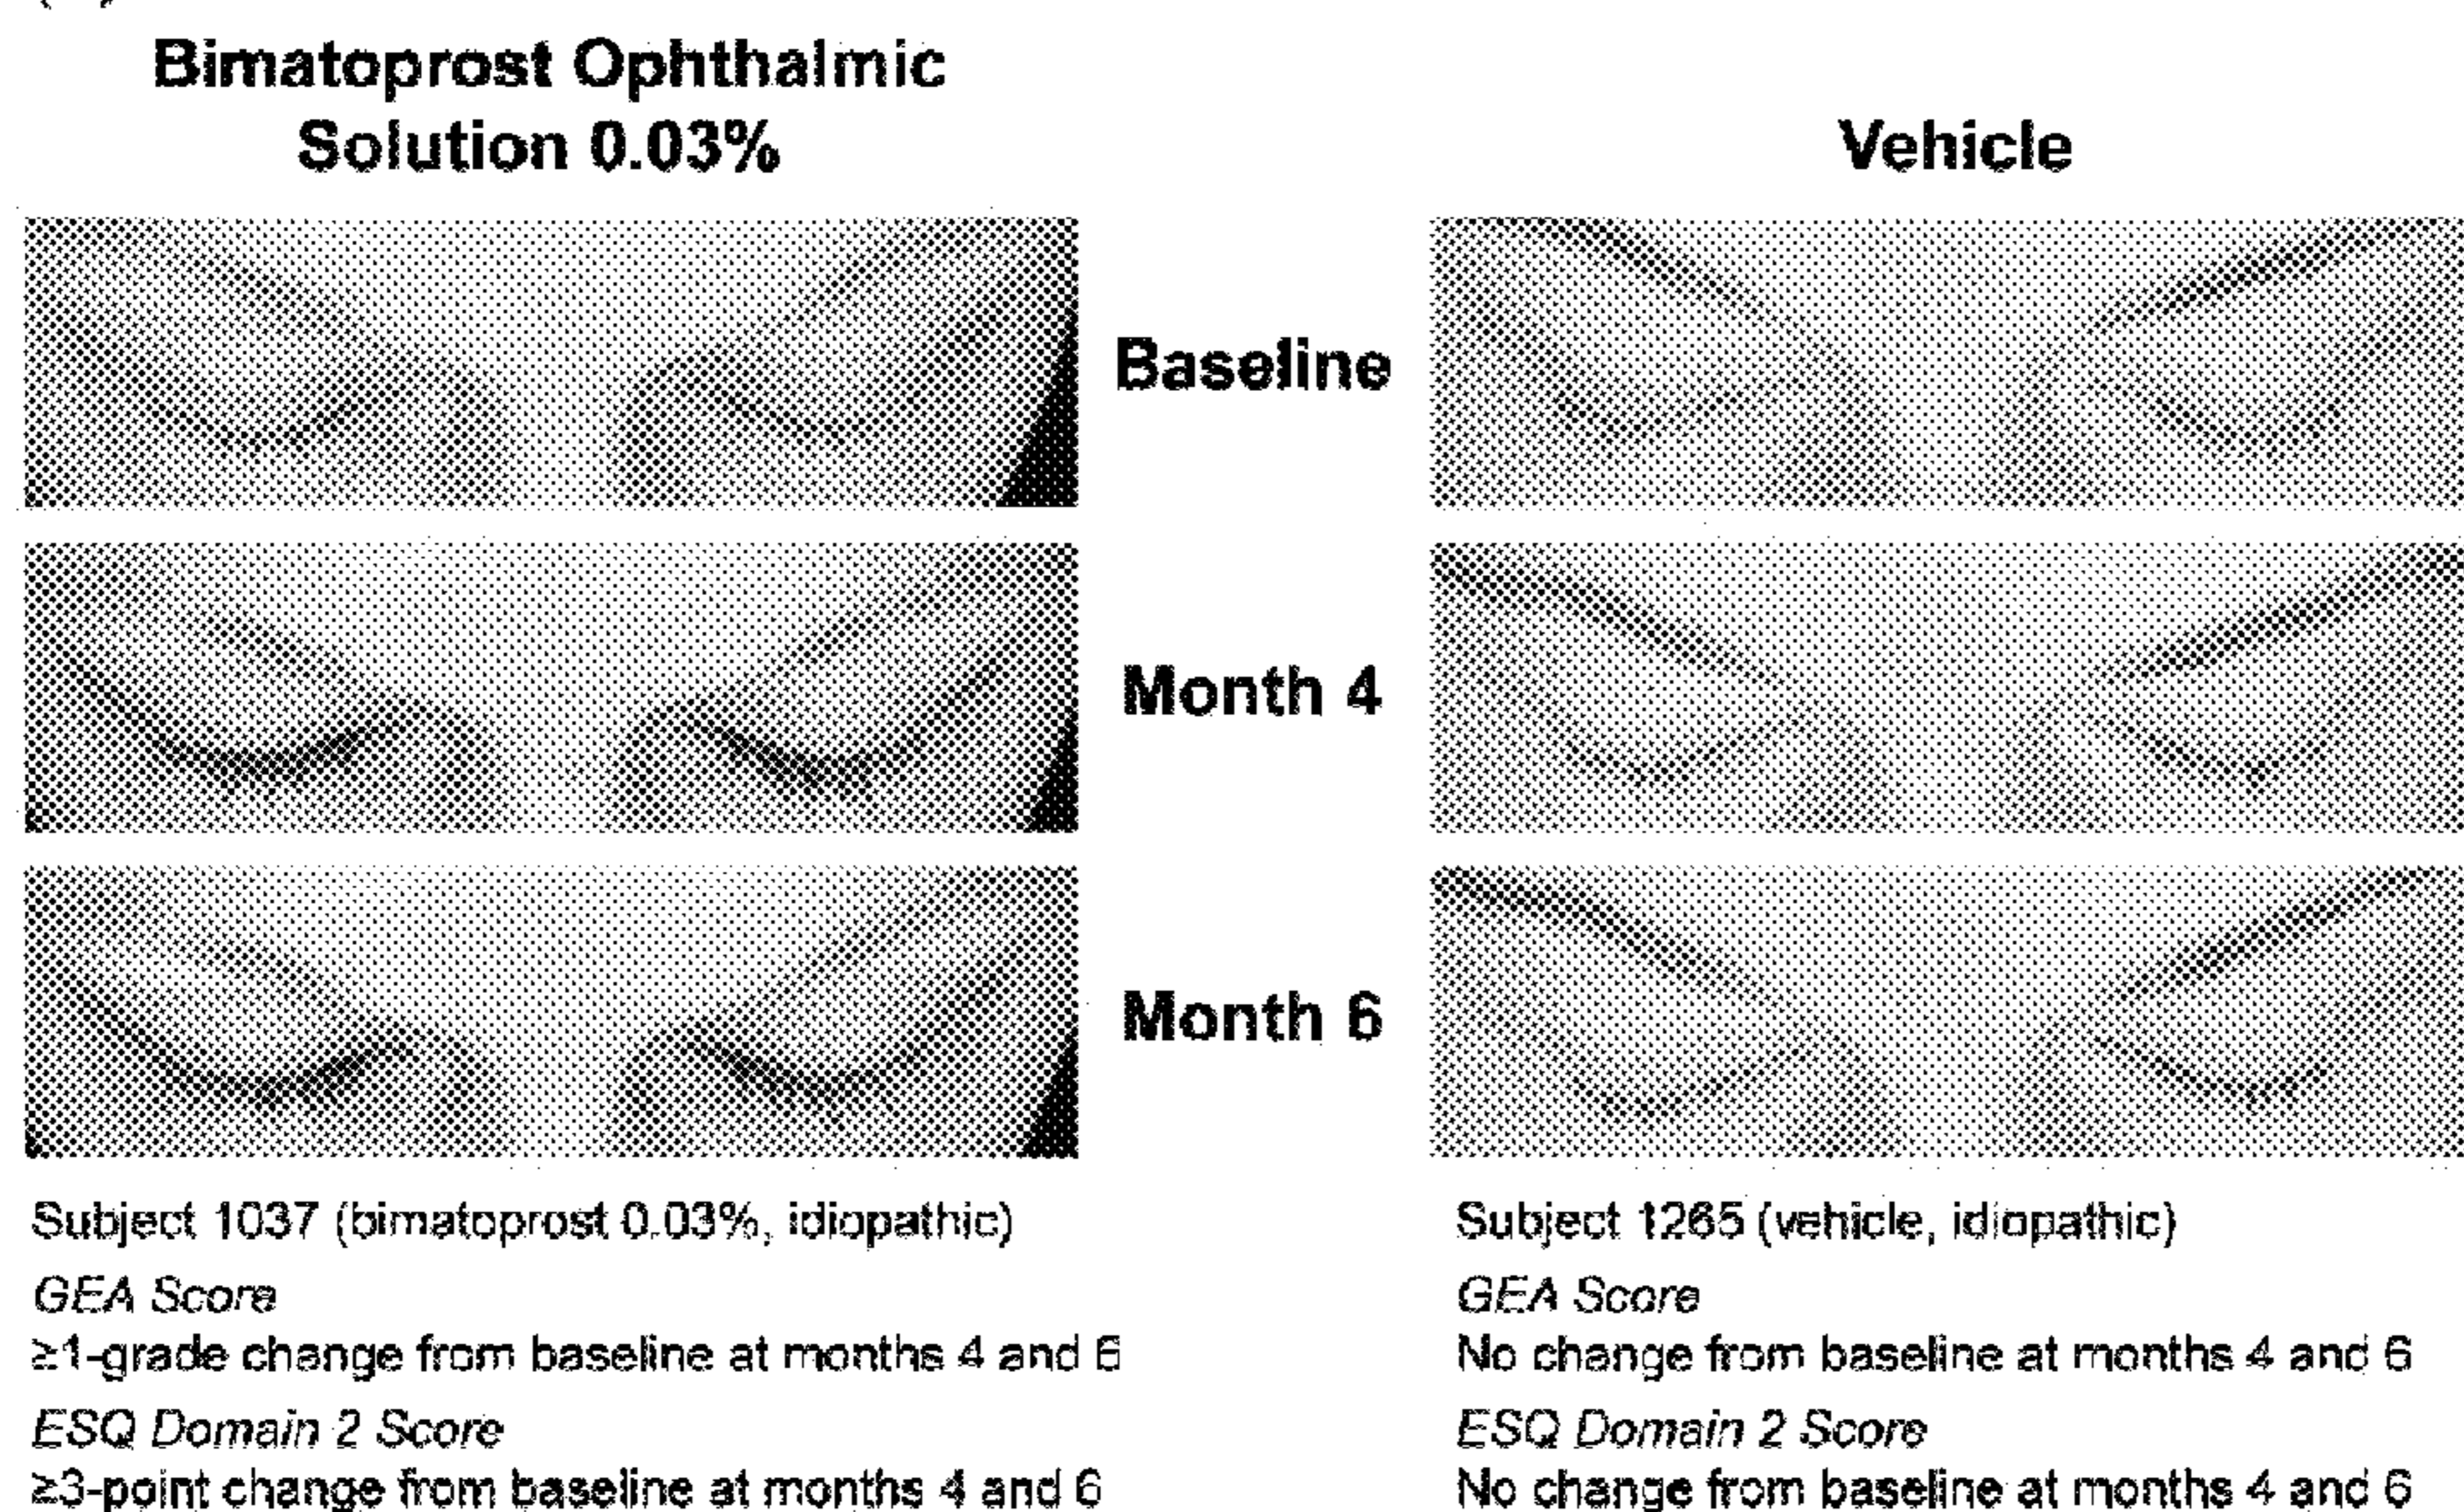 Bimatoprost Ophthalmic
Solution 0.03%
Vehicle
Baseline
Month 4
Month 6
Subject 1037 (bimatoprost 0.03%, idiopathic)
GEA Score
≥1-grade change from baseline at months 4 and 6
ESQ Domain 2 Score
≥3-point change from baseline at months 4 and 6
Subject 1265 (vehicle, idiopathic)
GEA Score
No change from baseline at months 4 and 6
ESQ Domain 2 Score
No change from baseline at months 4 and 6